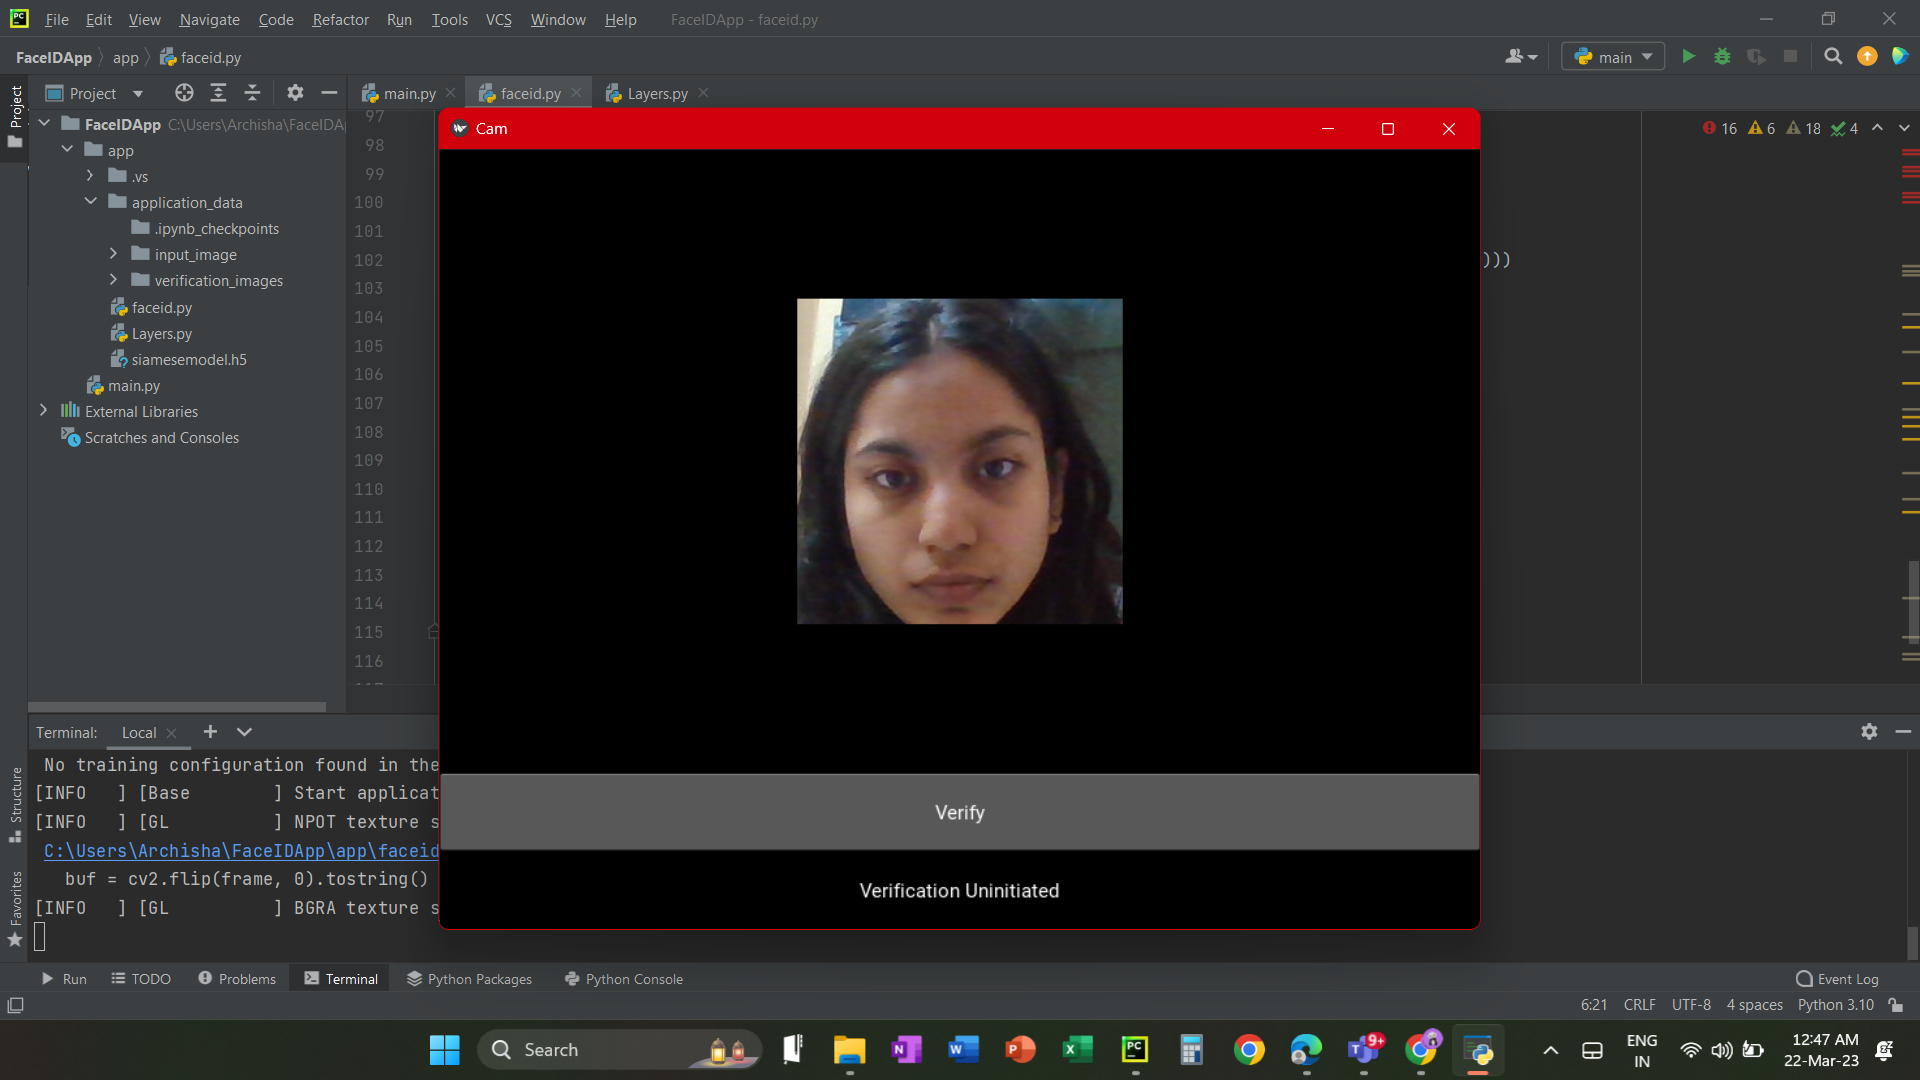 File Edit View Navigate Code Refactor Run Tools VCS Window Help FaceIDApp - faceid.py
FaceIDApp app faceid.py main
Project main.py faceid.py Layers.py
Project
FaceIDApp C:\Users\Archisha\FaceIDA
app
.vs
application_data
.ipynb_checkpoints
input_image
verification_images
faceid.py
Layers.py
siamesemodel.h5
main.py
External Libraries
Scratches and Consoles
97
98
99
100
101
102 )))
103
104
105
106
107
108
109
110
111
112
113
114
115
116
16 6 18 4
Cam
Verify
Verification Uninitiated
Terminal: Local
No training configuration found in the
[INFO   ] [Base        ] Start applicat
[INFO   ] [GL          ] NPOT texture s
C:\Users\Archisha\FaceIDApp\app\faceid
buf = cv2.flip(frame, 0).tostring()
[INFO   ] [GL          ] BGRA texture s
Structure
Favorites
Run TODO Problems Terminal Python Packages Python Console Event Log
6:21 CRLF UTF-8 4 spaces Python 3.10
Search
9+
ENG
IN
12:47 AM
22-Mar-23